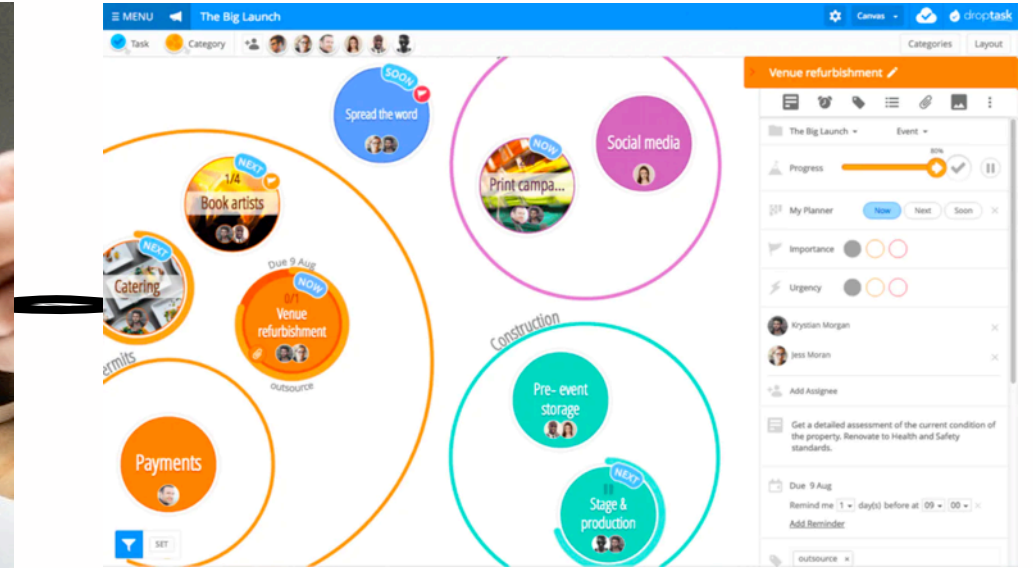 MENU The Big Launch Canvas droptask
Task Category Categories Layout
SOON
Spread the word
NEXT
1/4
Book artists
NEXT
Catering
Due 9 Aug
NOW
0/1
Venue
refurbishment
outsource
ermits
Payments
SET
NOW
Print campa...
Social media
Construction
Pre- event
storage
NEXT
Stage &
production
Venue refurbishment
The Big Launch Event
80%
Progress
My Planner Now Next Soon
Importance
Urgency
Krystian Morgan
Jess Moran
Add Assignee
Get a detailed assessment of the current condition of
the property. Renovate to Health and Safety
standards.
Due 9 Aug
Remind me 1 day(s) before at 09 00
Add Reminder
outsource x